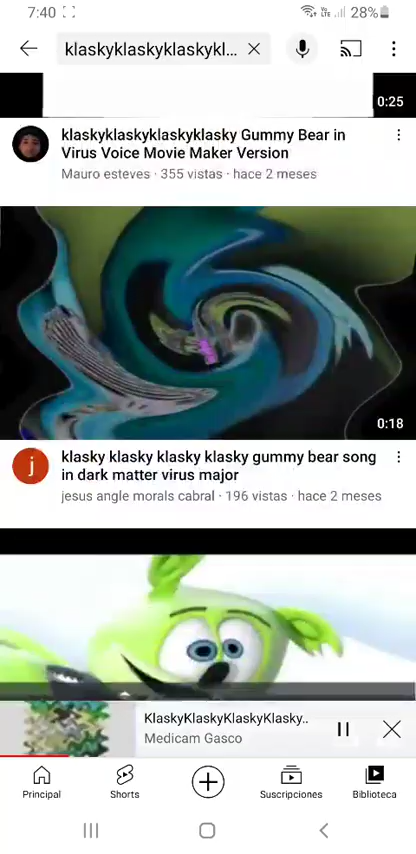 7:40
28%
klaskyklaskyklaskykl...
0:25
klaskyklaskyklaskyklasky Gummy Bear in
Virus Voice Movie Maker Version
Mauro esteves · 355 vistas · hace 2 meses
0:18
j
klasky klasky klasky klasky gummy bear song
in dark matter virus major
jesus angle morals cabral · 196 vistas · hace 2 meses
KlaskyKlaskyKlaskyKlasky..
Medicam Gasco
Principal
Shorts
Suscripciones
Biblioteca